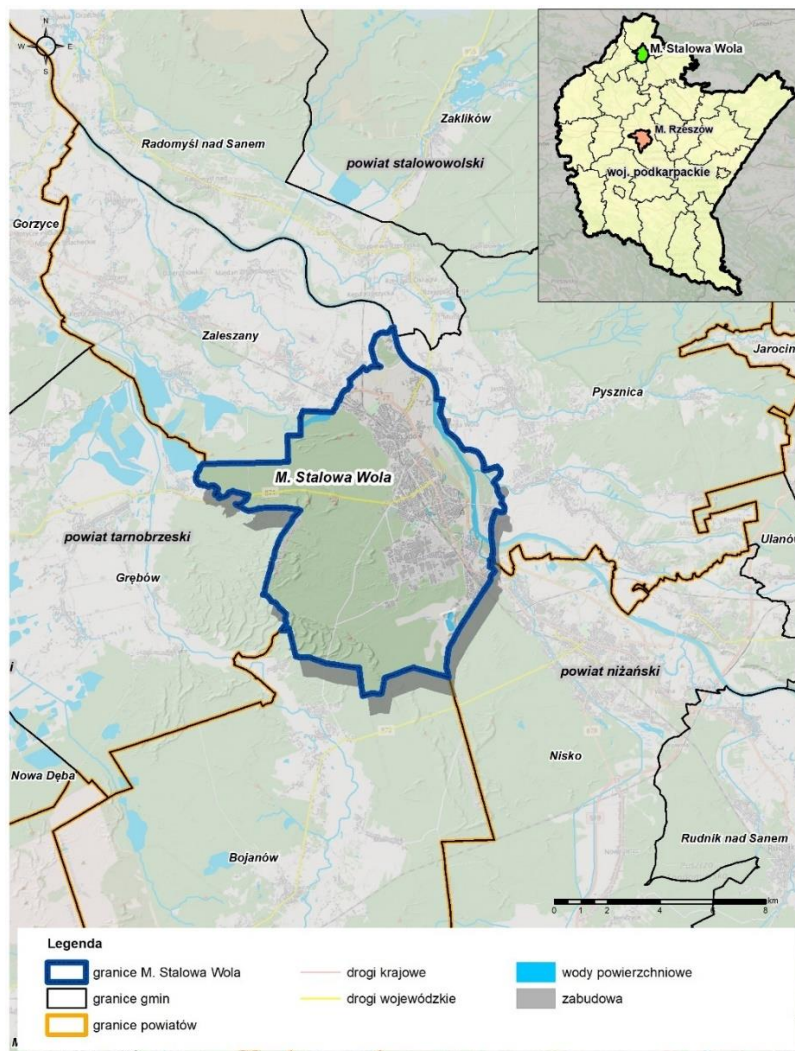 N
W E
S
M. Stalowa Wola
M. Rzeszów
woj. podkarpackie
Zaklików
Radomyśl nad Sanem
powiat stalowowolski
Gorzyce
Zaleszany
Jarocin
Pysznica
M. Stalowa Wola
871
powiat tarnobrzeski
Ulanów
Grębów
powiat niżański
Nisko
Nowa Dęba
Rudnik nad Sanem
Bojanów
0 2 4 6 8
km
Legenda
granice M. Stalowa Wola drogi krajowe wody powierzchniowe
granice gmin drogi wojewódzkie zabudowa
granice powiatów